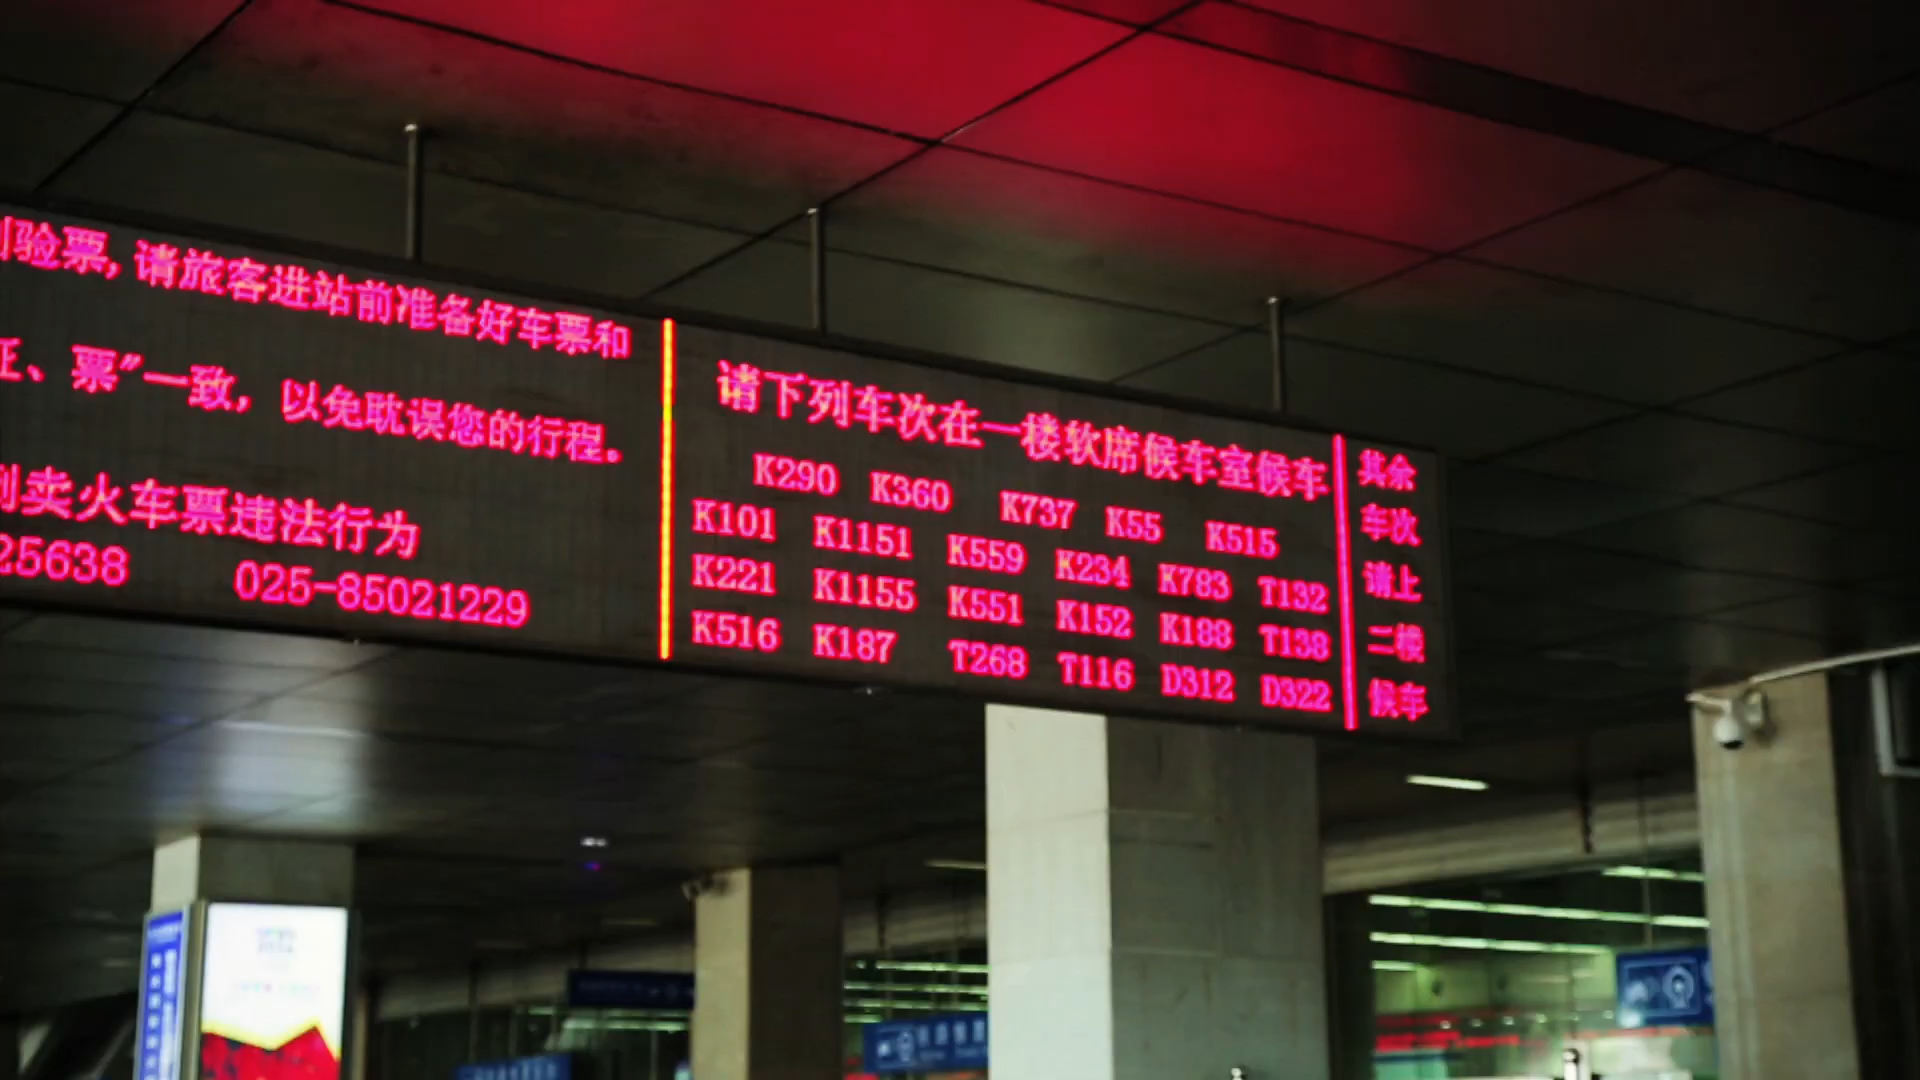 验票,请旅客进站前准备好车票和
证、票”一致，以免耽误您的行程。
卖火车票违法行为
25638 025-85021229
请下列车次在一楼软席候车室候车
K290 K360 K737 K55 K515
K101 K1151 K559 K234 K783 T132
K221 K1155 K551 K152 K188 T138
K516 K187 T268 T116 D312 D322
其余
车次
请上
二楼
候车